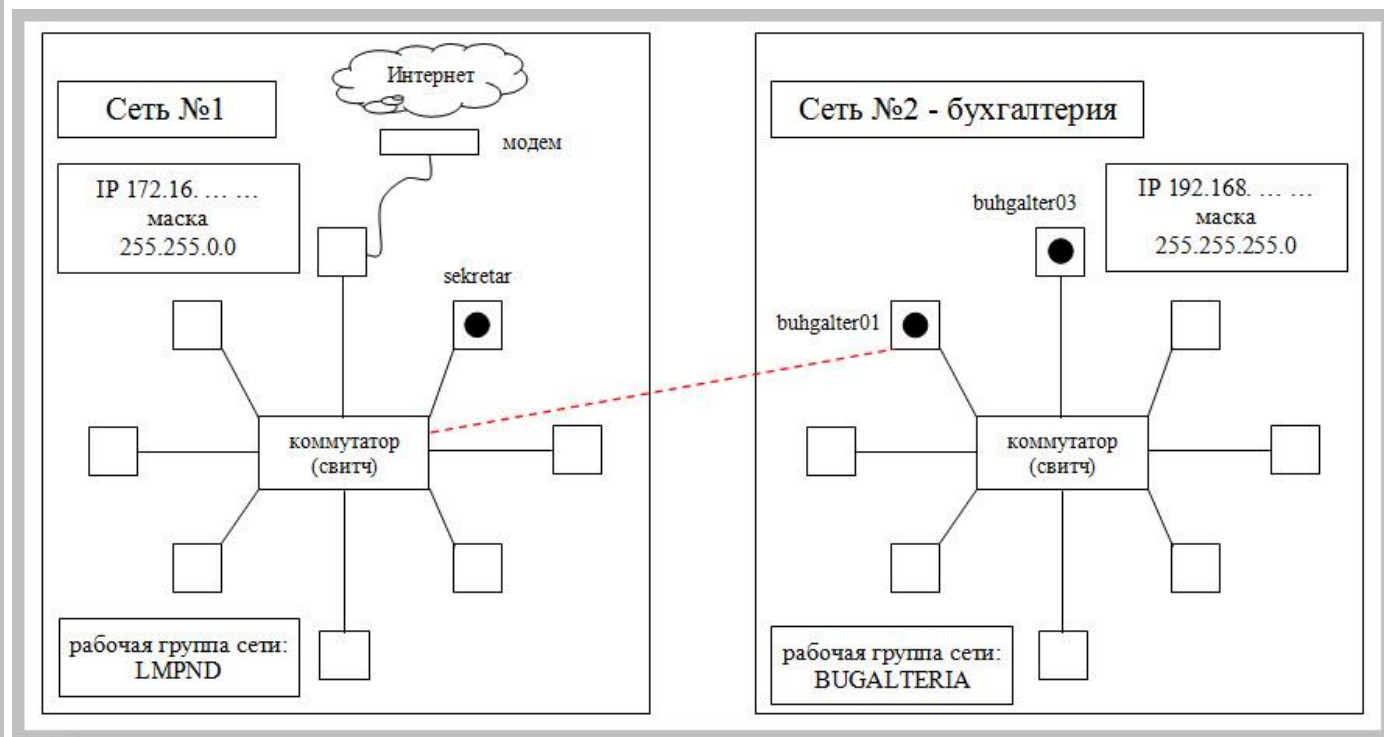 Интернет
Сеть №1
модем
IP 172.16. ... ...
маска
255.255.0.0
sekretar
коммутатор
(свитч)
рабочая группа сети:
LMPND
Сеть №2 - бухгалтерия
buhgalter03
IP 192.168. ... ...
маска
255.255.255.0
buhgalter01
коммутатор
(свитч)
рабочая группа сети:
BUGALTERIA